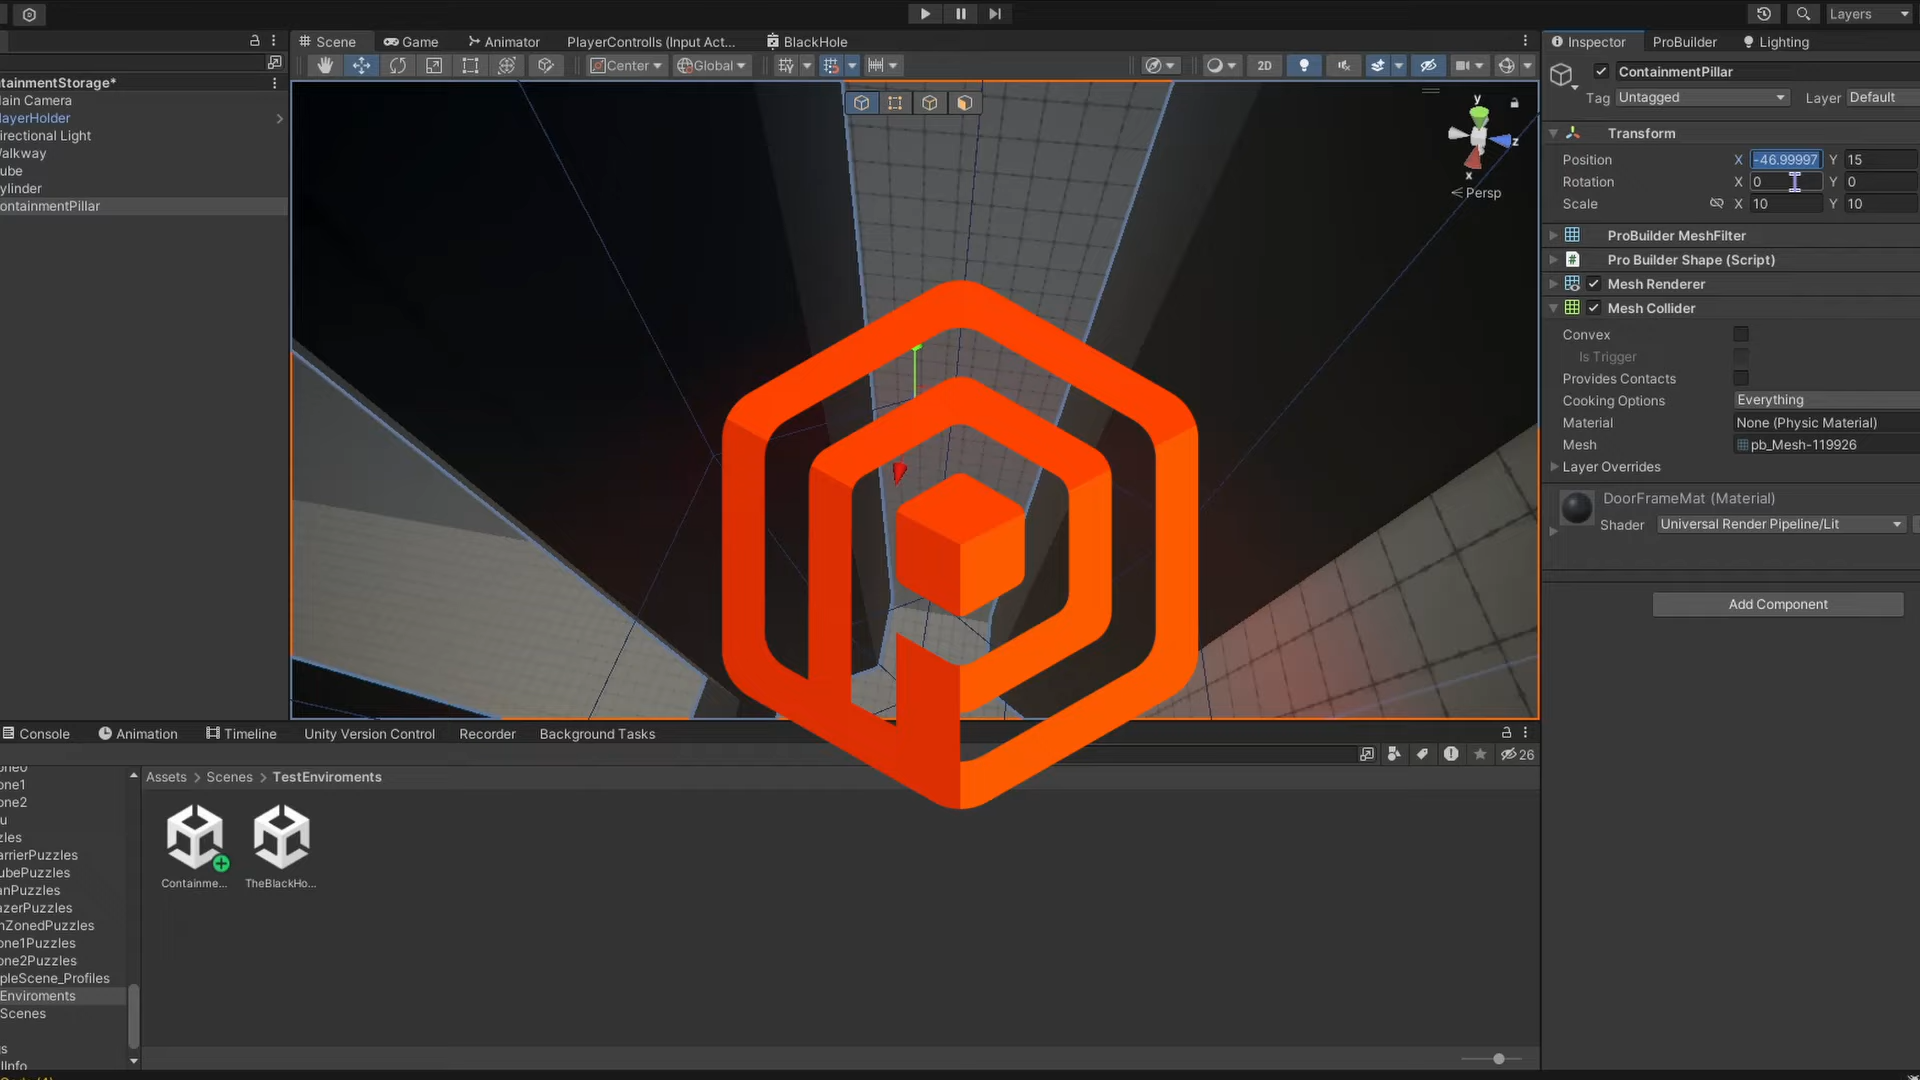 Layers
Scene
Game
Animator
PlayerControlls (Input Act...
BlackHole
Inspector
ProBuilder
Lighting
Center
Global
2D
ntainmentStorage*
ain Camera
layerHolder
irectional Light
alkway
ube
ylinder
ontainmentPillar
y
z
x
Persp
ContainmentPillar
Tag Untagged
Layer Default
Transform
Position X -46.99997 Y 15
Rotation X 0 Y 0
Scale X 10 Y 10
ProBuilder MeshFilter
Pro Builder Shape (Script)
Mesh Renderer
Mesh Collider
Convex
Is Trigger
Provides Contacts
Cooking Options Everything
Material None (Physic Material)
Mesh pb_Mesh-119926
Layer Overrides
DoorFrameMat (Material)
Shader Universal Render Pipeline/Lit
Add Component
Console
Animation
Timeline
Unity Version Control
Recorder
Background Tasks
26
one1
one2
u
zles
arrierPuzzles
ubePuzzles
anPuzzles
azerPuzzles
nZonedPuzzles
one1Puzzles
one2Puzzles
pleScene_Profiles
Enviroments
Scenes
s
lInfo
Assets > Scenes > TestEnviroments
Containme...
TheBlackHo...